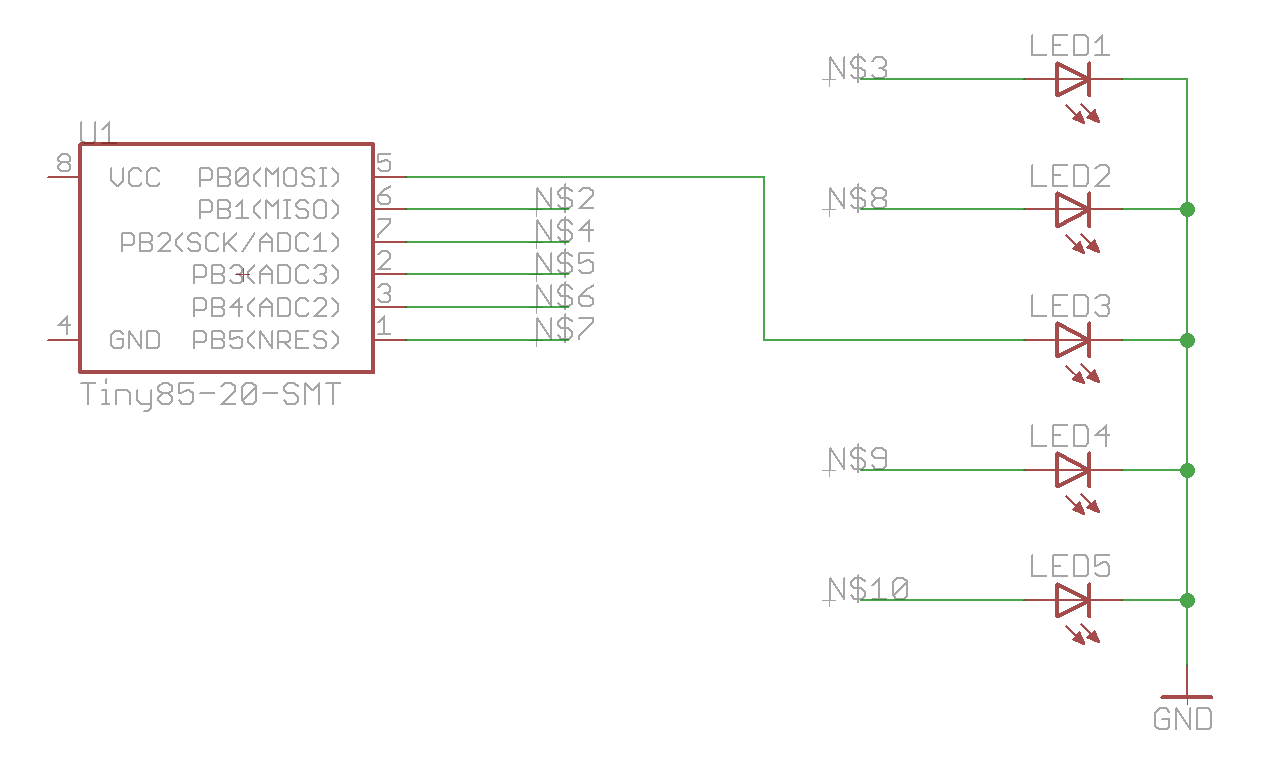 U1
8 VCC PB0(MOSI) 5
PB1(MISO) 6 N$2
PB2(SCK/ADC1) 7 N$4
PB3(ADC3) 2 N$5
PB4(ADC2) 3 N$6
4 GND PB5(NRES) 1 N$7
Tiny85-20-SMT
LED1
N$3
LED2
N$8
LED3
LED4
N$9
LED5
N$10
GND